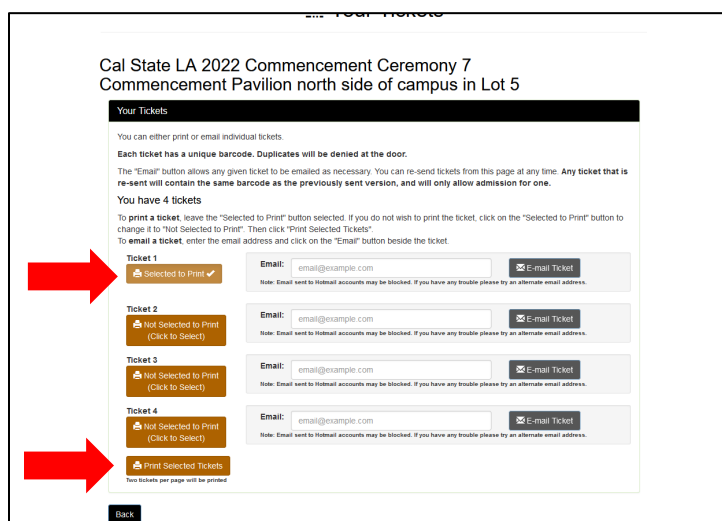 Your Tickets
Cal State LA 2022 Commencement Ceremony 7
Commencement Pavilion north side of campus in Lot 5
Your Tickets
You can either print or email individual tickets.
Each ticket has a unique barcode. Duplicates will be denied at the door.
The "Email" button allows any given ticket to be emailed as necessary. You can re-send tickets from this page at any time. Any ticket that is
re-sent will contain the same barcode as the previously sent version, and will only allow admission for one.
You have 4 tickets
To print a ticket, leave the "Selected to Print" button selected. If you do not wish to print the ticket, click on the "Selected to Print" button to
change it to "Not Selected to Print". Then click "Print Selected Tickets".
To email a ticket, enter the email address and click on the "Email" button beside the ticket.
Ticket 1
Selected to Print
Email:
email@example.com
E-mail Ticket
Note: Email sent to Hotmail accounts may be blocked. If you have any trouble please try an alternate email address.
Ticket 2
Not Selected to Print
(Click to Select)
Email:
email@example.com
E-mail Ticket
Note: Email sent to Hotmail accounts may be blocked. If you have any trouble please try an alternate email address.
Ticket 3
Not Selected to Print
(Click to Select)
Email:
email@example.com
E-mail Ticket
Note: Email sent to Hotmail accounts may be blocked. If you have any trouble please try an alternate email address.
Ticket 4
Not Selected to Print
(Click to Select)
Email:
email@example.com
E-mail Ticket
Note: Email sent to Hotmail accounts may be blocked. If you have any trouble please try an alternate email address.
Print Selected Tickets
Two tickets per page will be printed
Back